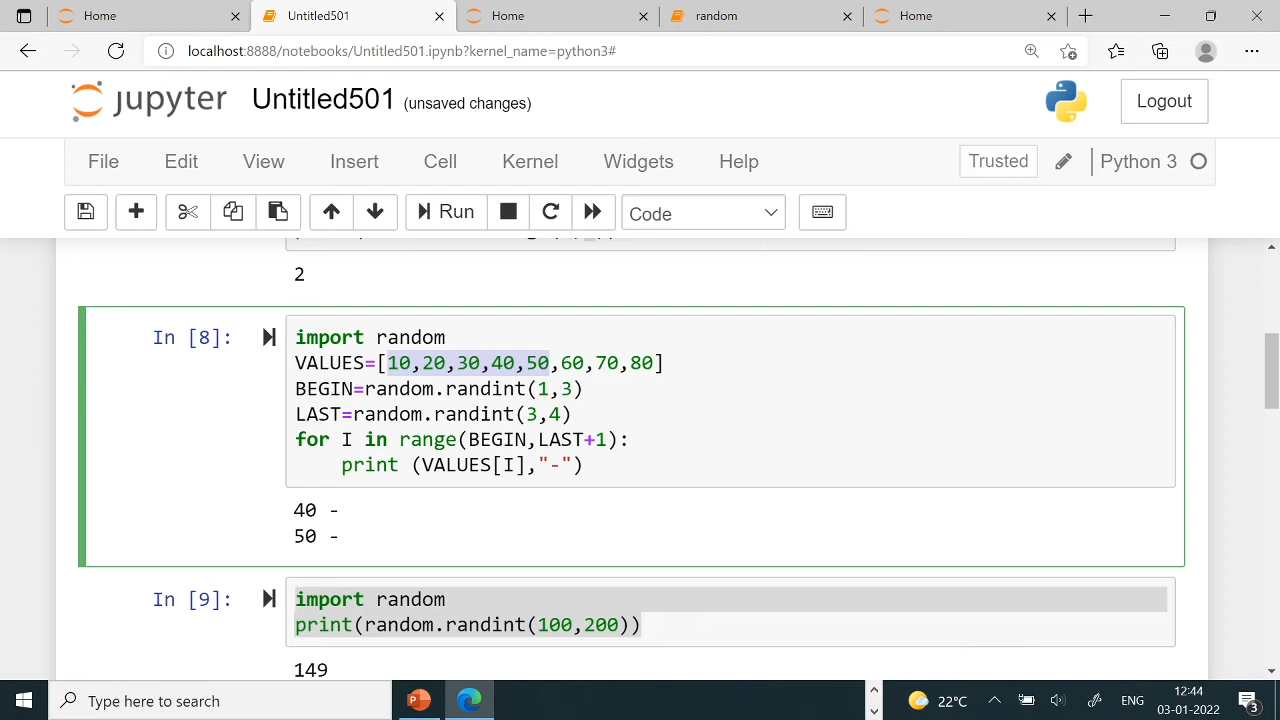 Home
Untitled501
Home
random
Home
localhost:8888/notebooks/Untitled501.ipynb?kernel_name=python3#
jupyter Untitled501 (unsaved changes)
Logout
File Edit View Insert Cell Kernel Widgets Help
Trusted
Python 3
Run
Code
2
In [8]:
import random
VALUES=[10,20,30,40,50,60,70,80]
BEGIN=random.randint(1,3)
LAST=random.randint(3,4)
for I in range(BEGIN,LAST+1):
    print (VALUES[I],"-")
40 -
50 -
In [9]:
import random
print(random.randint(100,200))
149
Type here to search
22°C
ENG
12:44
03-01-2022
3